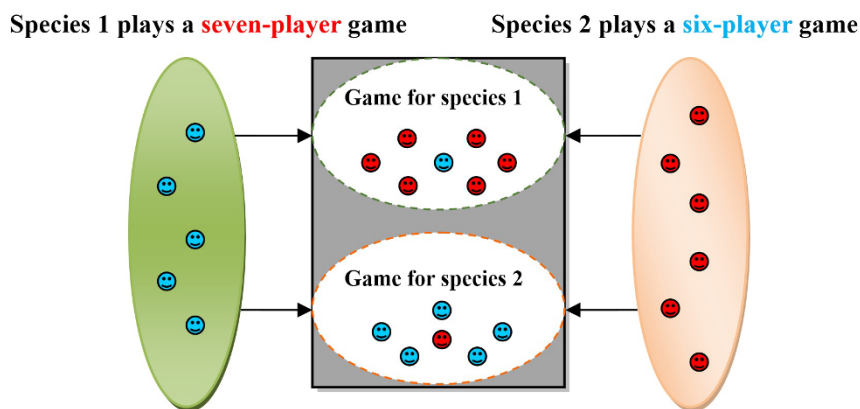 Species 1 plays a seven-player game
Species 2 plays a six-player game
Game for species 1
Game for species 2